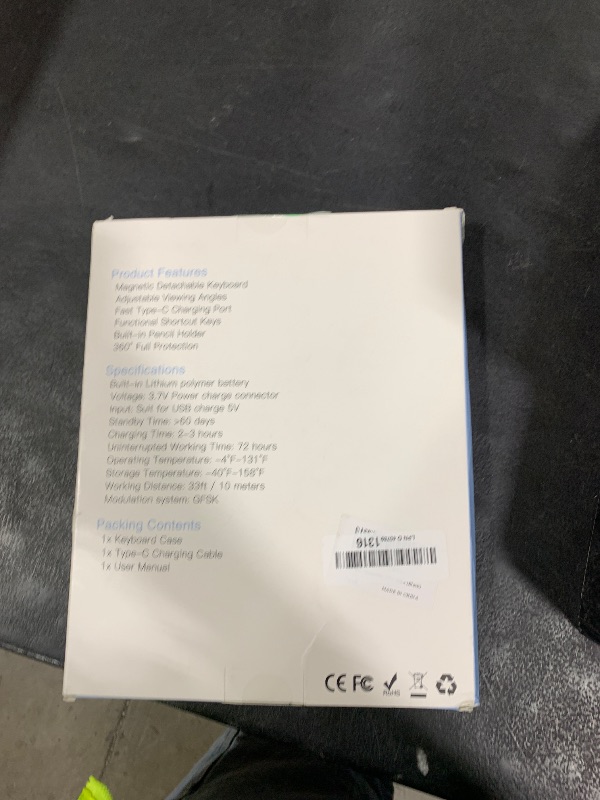 Product Features
Magnetic Detachable Keyboard
Adjustable Viewing Angles
Fast Type-C Charging Port
Functional Shortcut Keys
Built-in Pencil Holder
360° Full Protection
Specifications
Built-in Lithium polymer battery
Voltage: 3.7V Power charge connector
Input: Suit for USB charge 5V
Standby Time: >60 days
Charging Time: 2-3 hours
Uninterrupted Working Time: 72 hours
Operating Temperature: -4°F-131°F
Storage Temperature: -40°F-158°F
Working Distance: 33ft / 10 meters
Modulation system: GFSK
Packing Contents
1x Keyboard Case
1x Type-C Charging Cable
1x User Manual
1316
CE FC RoHS